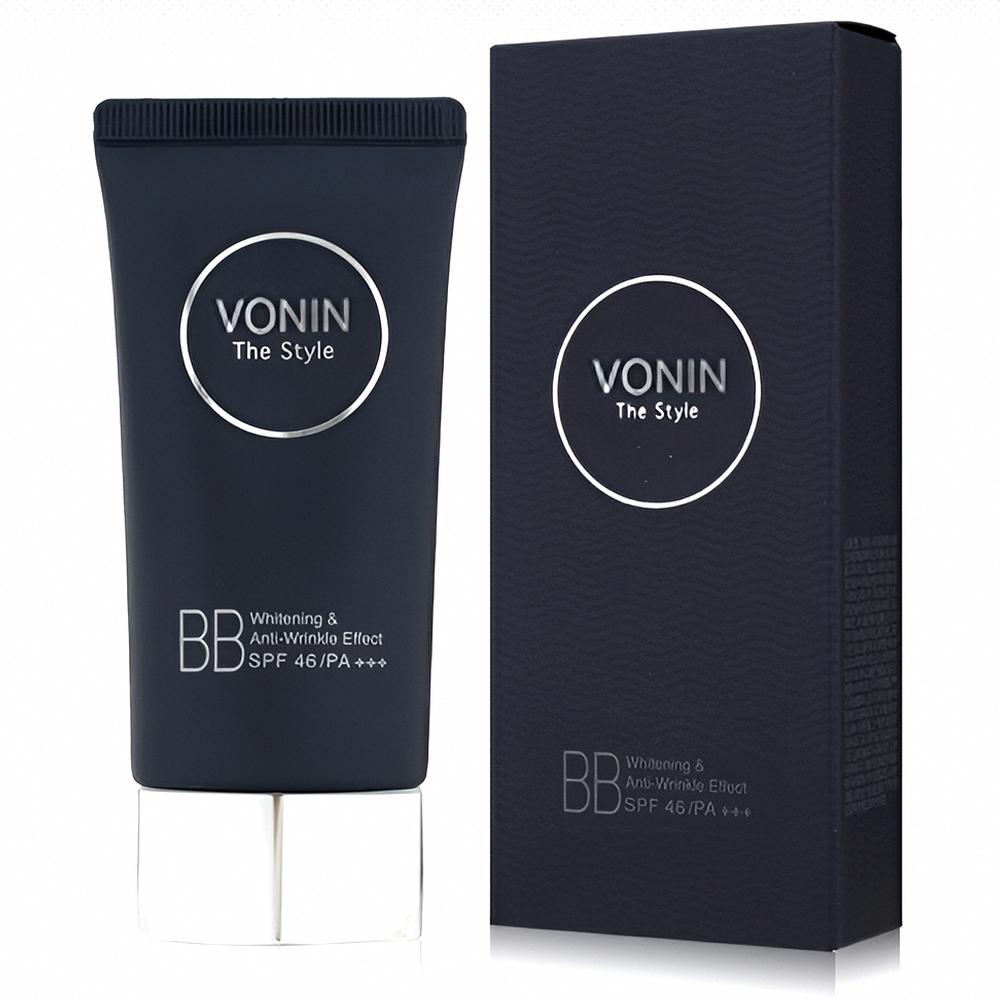 VONIN
The Style
BB
Whitening &
Anti-Wrinkle Effect
SPF 46/PA +++
VONIN
The Style
BB
Whitening &
Anti-Wrinkle Effect
SPF 46/PA +++